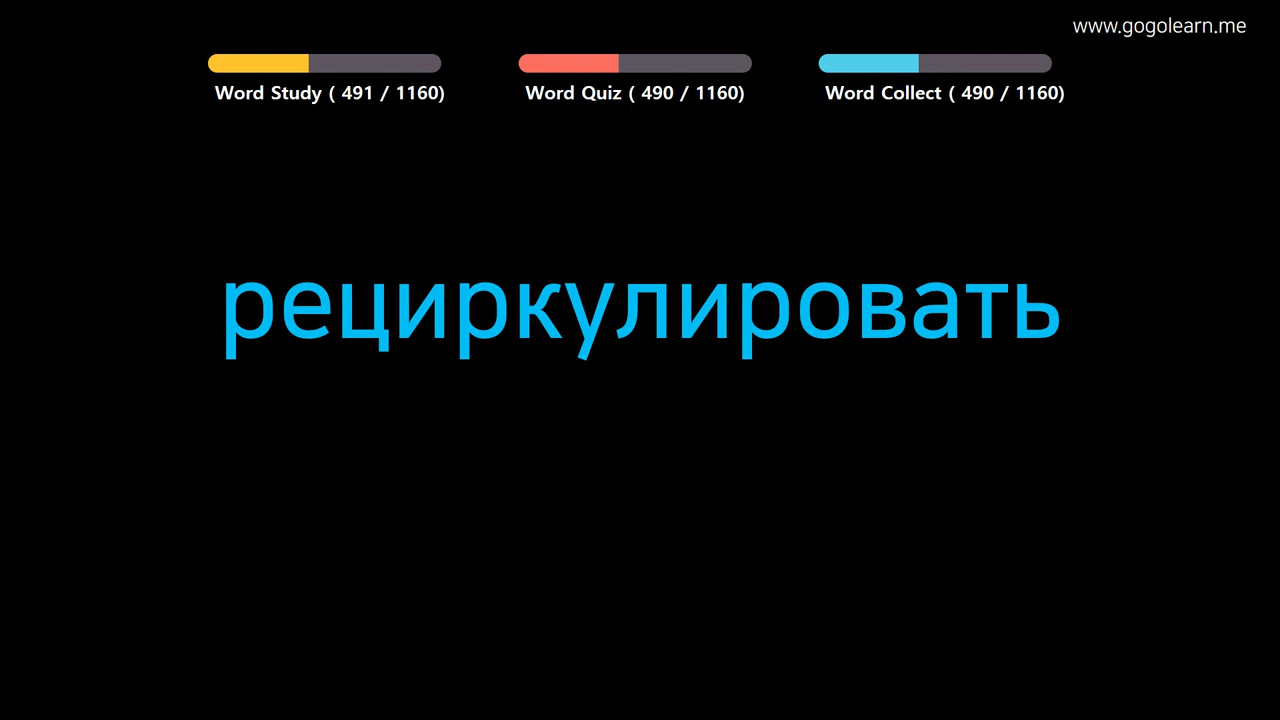 www.gogolearn.me
Word Study ( 491 / 1160)
Word Quiz ( 490 / 1160)
Word Collect ( 490 / 1160)
рециркулировать